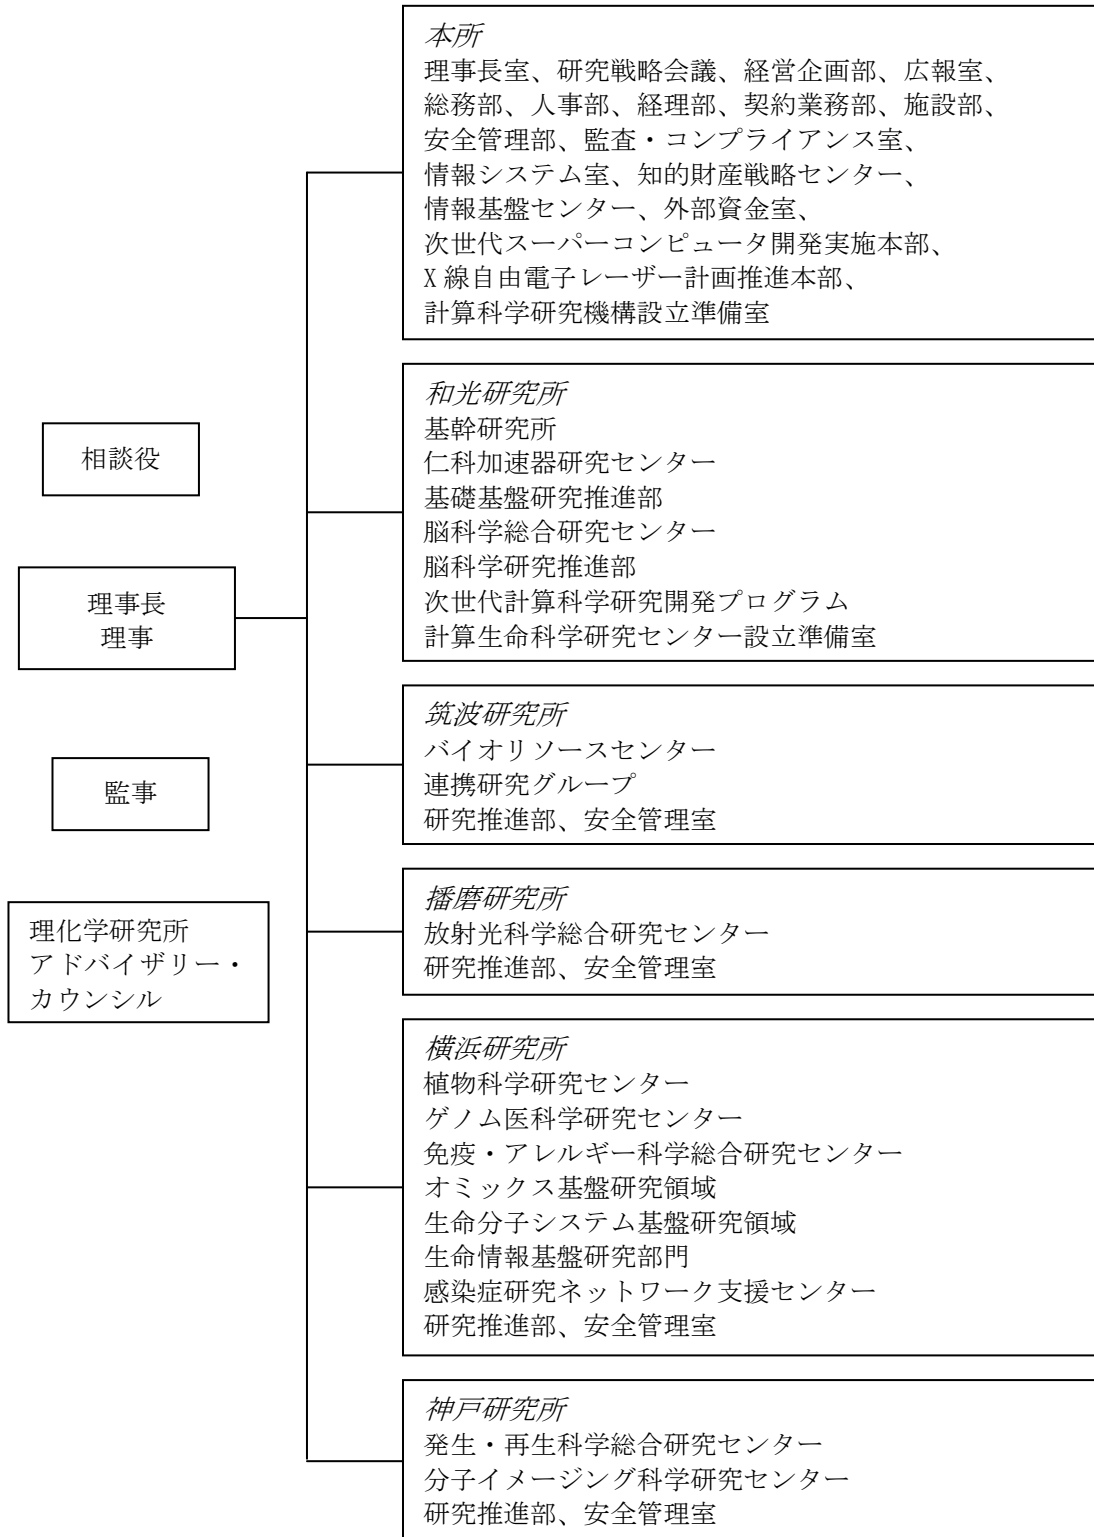 相談役
理事長
理事
監事
理化学研究所
アドバイザリー・
カウンシル
本所
理事長室、研究戦略会議、経営企画部、広報室、
総務部、人事部、経理部、契約業務部、施設部、
安全管理部、監査・コンプライアンス室、
情報システム室、知的財産戦略センター、
情報基盤センター、外部資金室、
次世代スーパーコンピュータ開発実施本部、
X線自由電子レーザー計画推進本部、
計算科学研究機構設立準備室
和光研究所
基幹研究所
仁科加速器研究センター
基礎基盤研究推進部
脳科学総合研究センター
脳科学研究推進部
次世代計算科学研究開発プログラム
計算生命科学研究センター設立準備室
筑波研究所
バイオリソースセンター
連携研究グループ
研究推進部、安全管理室
播磨研究所
放射光科学総合研究センター
研究推進部、安全管理室
横浜研究所
植物科学研究センター
ゲノム医科学研究センター
免疫・アレルギー科学総合研究センター
オミックス基盤研究領域
生命分子システム基盤研究領域
生命情報基盤研究部門
感染症研究ネットワーク支援センター
研究推進部、安全管理室
神戸研究所
発生・再生科学総合研究センター
分子イメージング科学研究センター
研究推進部、安全管理室